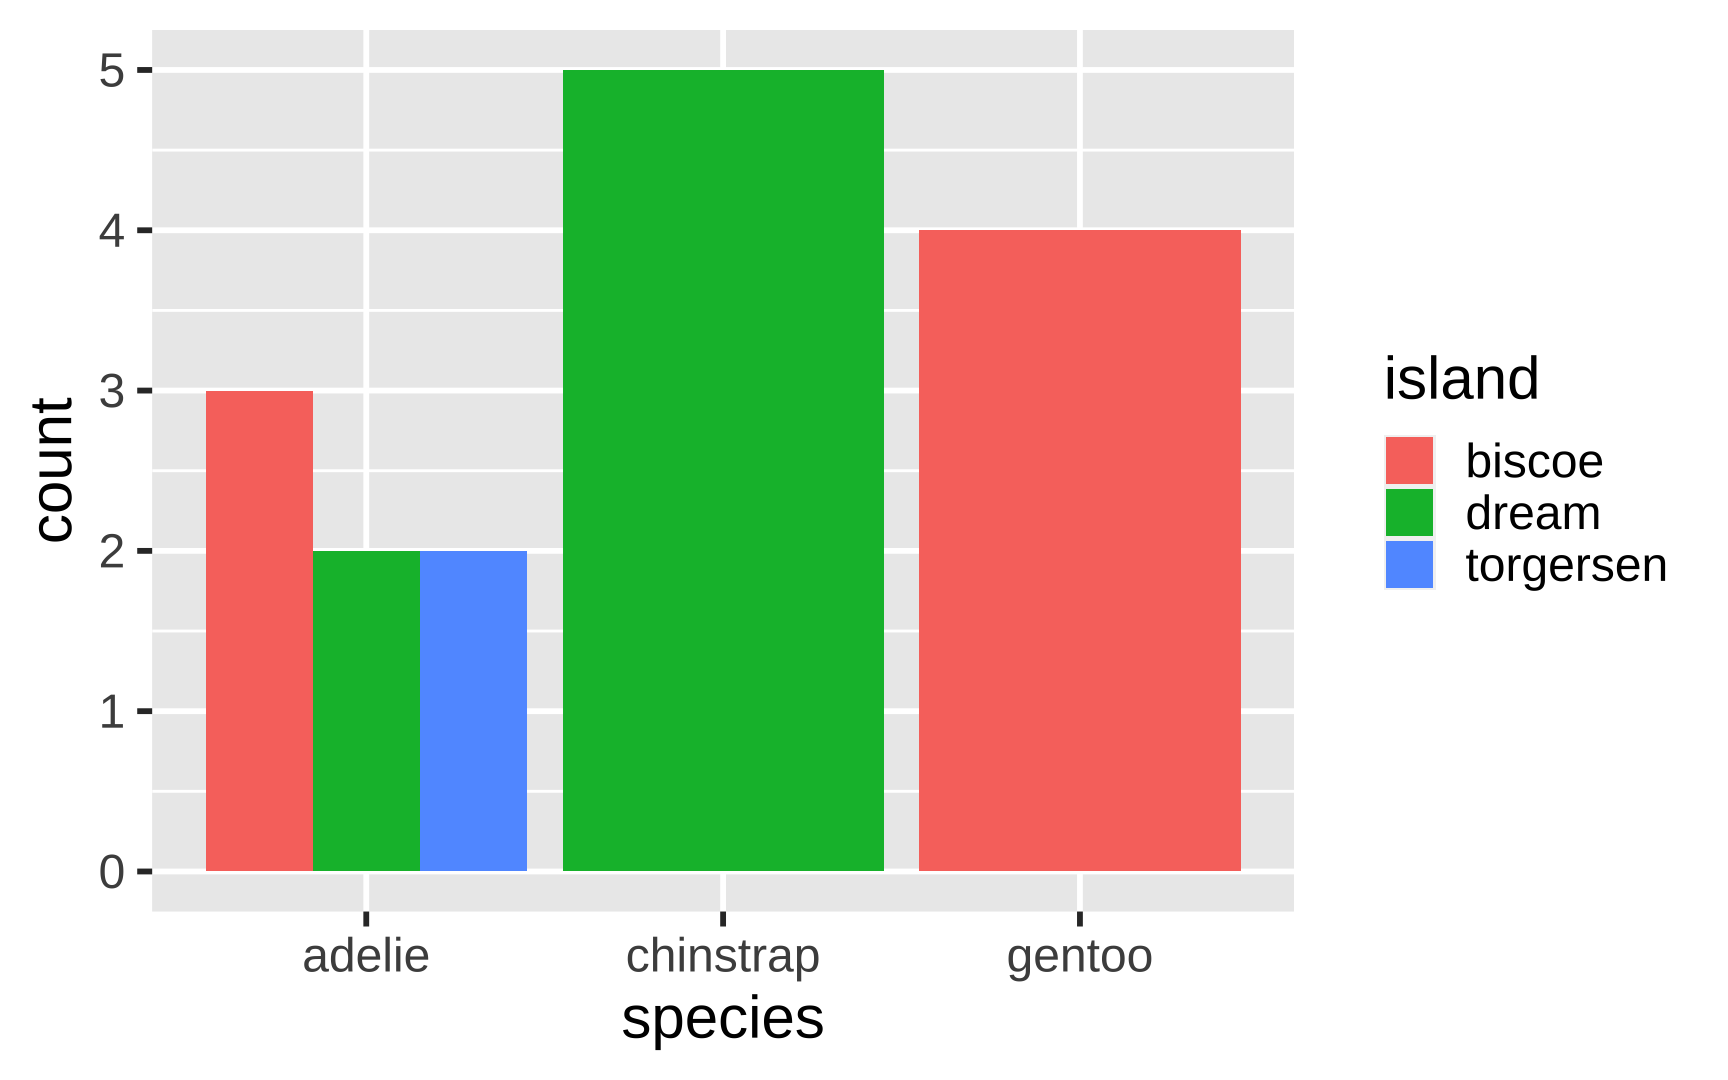 5
4
3
2
1
0
count
adelie
chinstrap
gentoo
species
island
biscoe
dream
torgersen